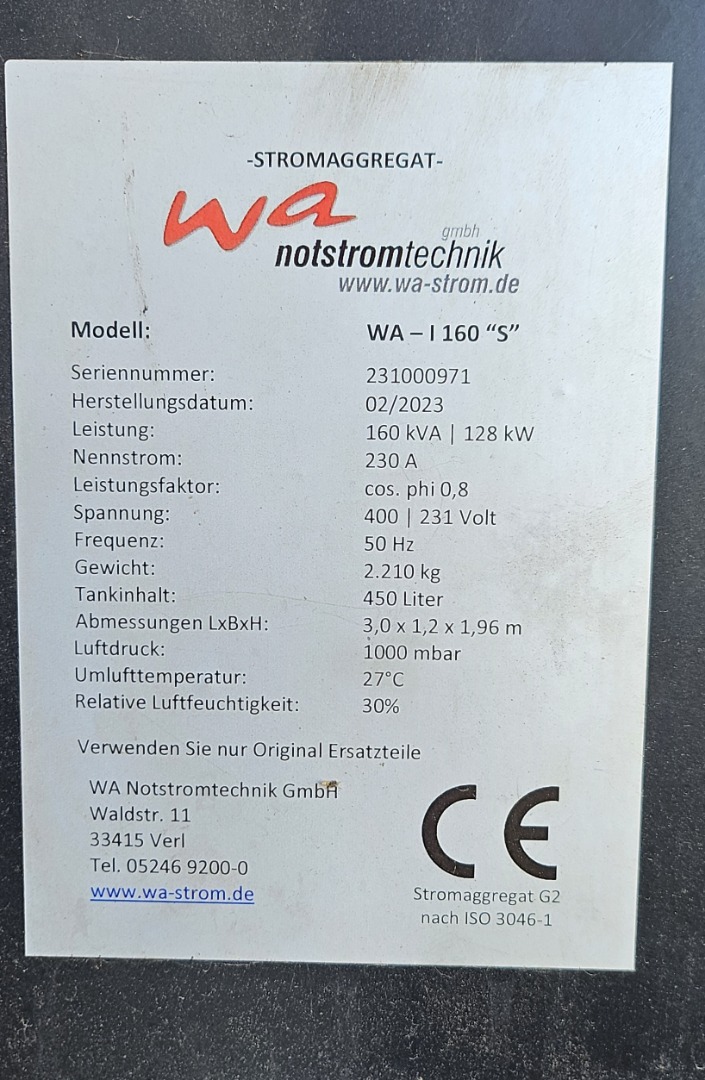 -STROMAGGREGAT-
wa
gmbh
notstromtechnik
www.wa-strom.de
Modell: WA – I 160 “S”
Seriennummer: 231000971
Herstellungsdatum: 02/2023
Leistung: 160 kVA | 128 kW
Nennstrom: 230 A
Leistungsfaktor: cos. phi 0,8
Spannung: 400 | 231 Volt
Frequenz: 50 Hz
Gewicht: 2.210 kg
Tankinhalt: 450 Liter
Abmessungen LxBxH: 3,0 x 1,2 x 1,96 m
Luftdruck: 1000 mbar
Umlufttemperatur: 27°C
Relative Luftfeuchtigkeit: 30%
Verwenden Sie nur Original Ersatzteile
WA Notstromtechnik GmbH
Waldstr. 11
33415 Verl
Tel. 05246 9200-0
www.wa-strom.de
CE
Stromaggregat G2
nach ISO 3046-1